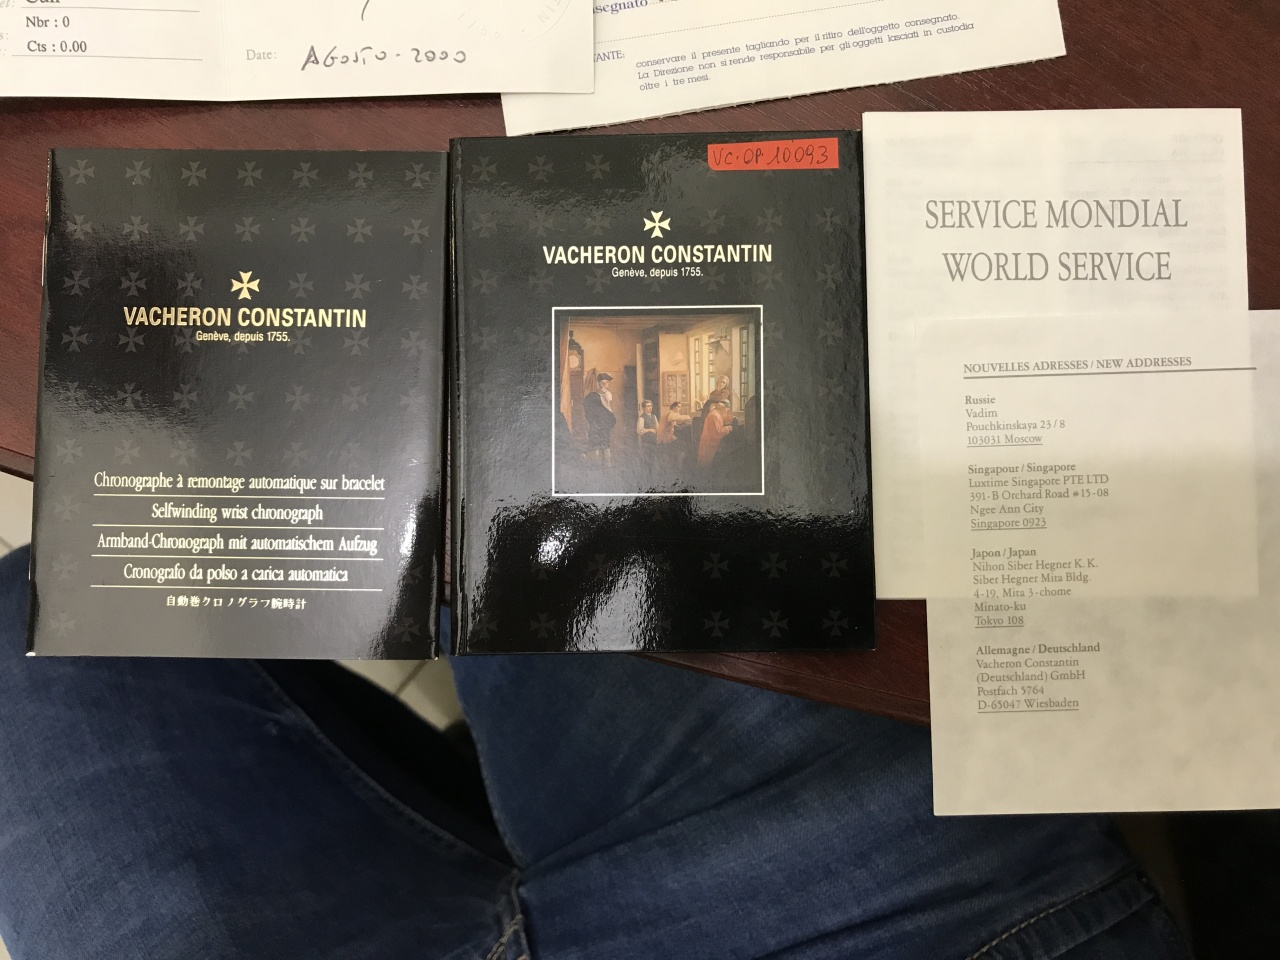 Nbr : 0
Cts : 0.00
Date: AGOSTO - 2000
segnato
conservare il presente tagliando per il ritiro dell'oggetto consegnato.
La Direzione non si rende responsabile per gli oggetti lasciati in custodia
oltre i tre mesi.
VACHERON CONSTANTIN
Genève, depuis 1755.
Chronographe à remontage automatique sur bracelet
Selfwinding wrist chronograph
Armband-Chronograph mit automatischem Aufzug
Cronografo da polso a carica automatica
自動巻クロノグラフ腕時計
VC-OP-10093
VACHERON CONSTANTIN
Genève, depuis 1755.
SERVICE MONDIAL
WORLD SERVICE
NOUVELLES ADRESSES / NEW ADDRESSES
Russie
Vadim
Pouchkinskaya 23 / 8
103031 Moscow
Singapour / Singapore
Luxtime Singapore PTE LTD
391-B Orchard Road #15-08
Ngee Ann City
Singapore 0923
Japon / Japan
Nihon Siber Hegner K. K.
Siber Hegner Mita Bldg.
4-19, Mita 3-chome
Minato-ku
Tokyo 108
Allemagne / Deutschland
Vacheron Constantin
(Deutschland) GmbH
Postfach 5764
D-65047 Wiesbaden